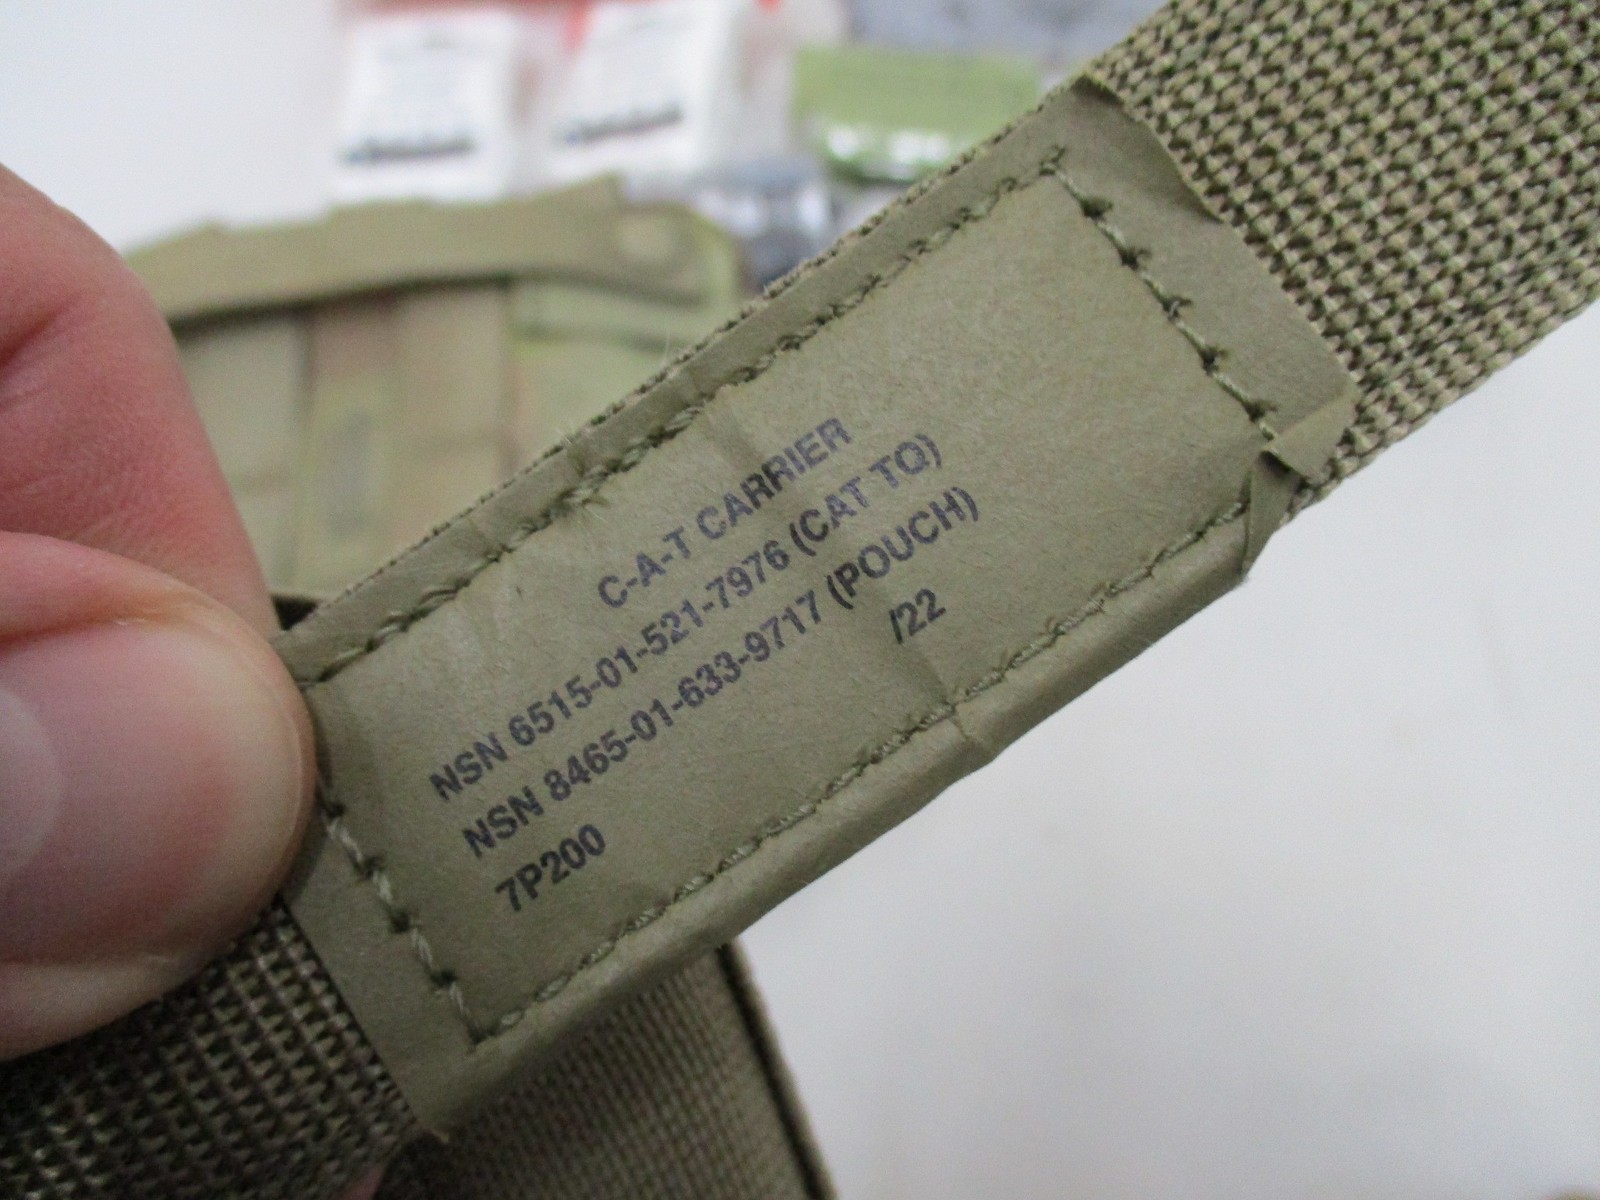 C-A-T CARRIER
NSN 6515-01-521-7976 (CAT TQ)
NSN 8465-01-633-9717 (POUCH)
7P200 /22